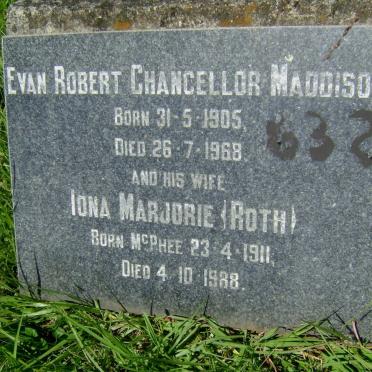 EVAN ROBERT CHANCELLOR MADDISO
BORN 31-5-1905,
DIED 26-7-1968.
AND HIS WIFE
IONA MARJORIE (ROTH)
BORN McPHEE 23-4-1911,
DIED 4-10-1988.
632